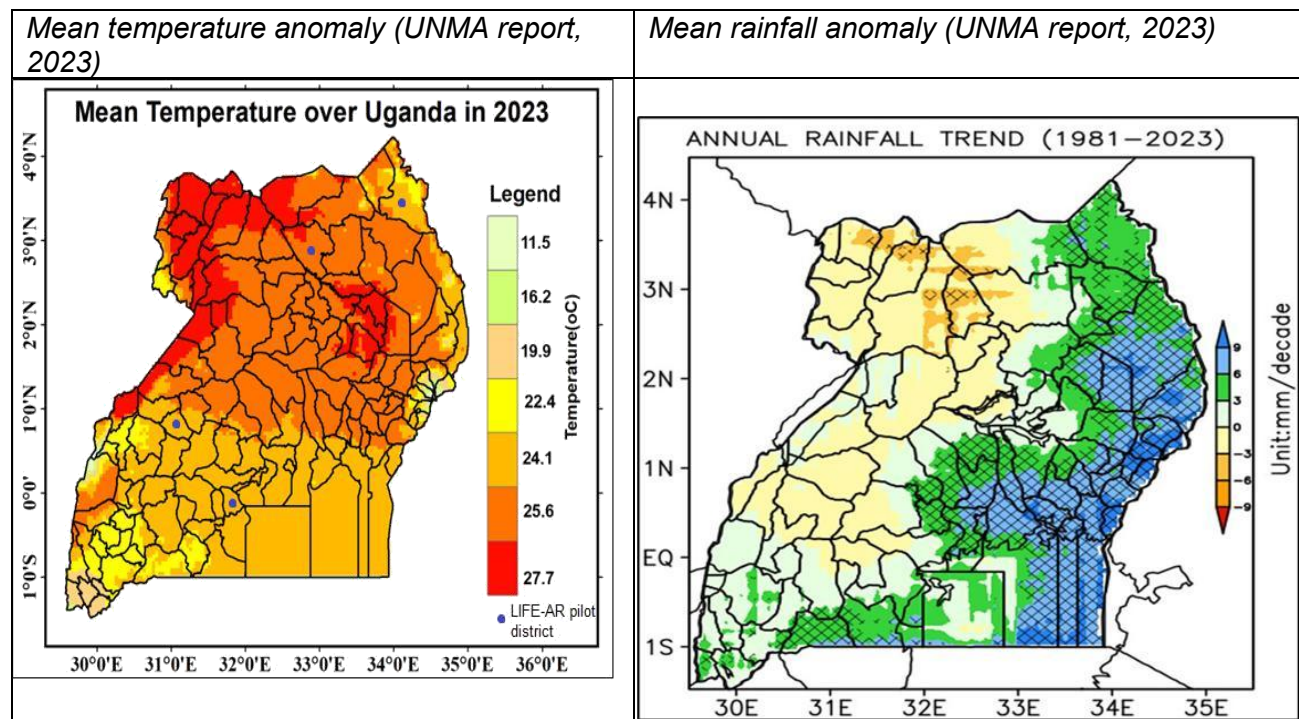 Mean temperature anomaly (UNMA report,
2023)
Mean rainfall anomaly (UNMA report, 2023)
Mean Temperature over Uganda in 2023
4°0'N
3°0'N
2°0'N
1°0'N
0°0'
1°0'S
Legend
11.5
16.2
19.9
22.4
24.1
25.6
27.7
Temperature(oC)
LIFE-AR pilot
district
30°0'E 31°0'E 32°0'E 33°0'E 34°0'E 35°0'E 36°0'E
ANNUAL RAINFALL TREND (1981-2023)
4N
3N
2N
1N
EQ
1S
9
6
3
0
-3
-6
-9
Unit:mm/decode
30E 31E 32E 33E 34E 35E